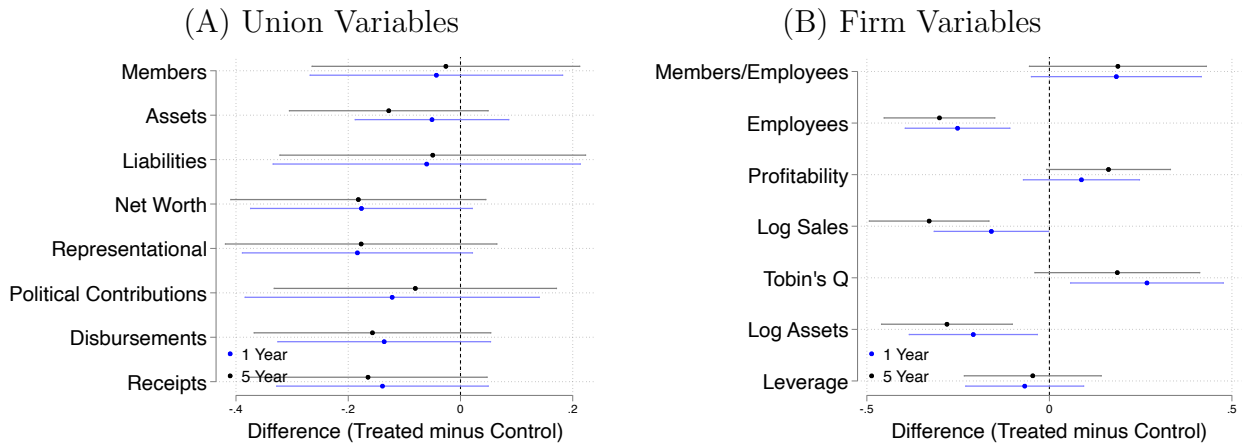 (A) Union Variables
Members
Assets
Liabilities
Net Worth
Representational
Political Contributions
Disbursements
Receipts
1 Year
5 Year
-.4 -.2 0 .2
Difference (Treated minus Control)
(B) Firm Variables
Members/Employees
Employees
Profitability
Log Sales
Tobin's Q
Log Assets
Leverage
1 Year
5 Year
-.5 0 .5
Difference (Treated minus Control)